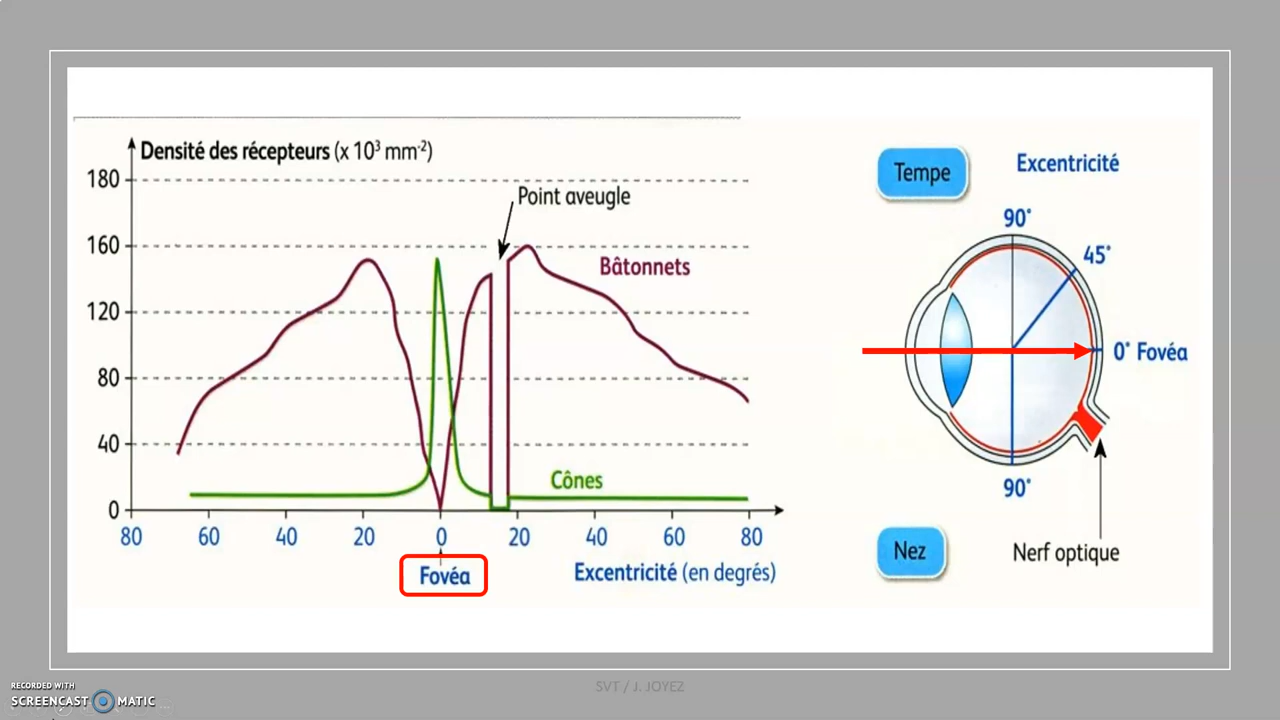 Densité des récepteurs (x 10³ mm⁻²)
180
160
120
80
40
0
Point aveugle
Bâtonnets
Cônes
80 60 40 20 0 20 40 60 80
Fovéa
Excentricité (en degrés)
Tempe
Excentricité
90°
45°
0° Fovéa
90°
Nez
Nerf optique
SVT / J. JOYEZ
RECORDED WITH
SCREENCAST MATIC